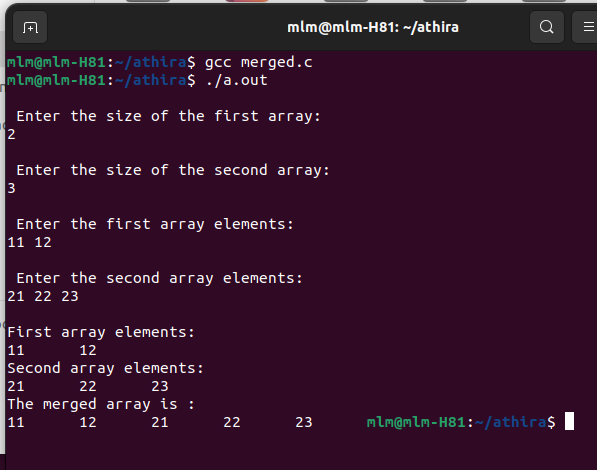 mlm@mlm-H81: ~/athira
mlm@mlm-H81:~/athira$ gcc merged.c
mlm@mlm-H81:~/athira$ ./a.out
Enter the size of the first array:
2
Enter the size of the second array:
3
Enter the first array elements:
11 12
Enter the second array elements:
21 22 23
First array elements:
11 12
Second array elements:
21 22 23
The merged array is :
11 12 21 22 23 mlm@mlm-H81:~/athira$